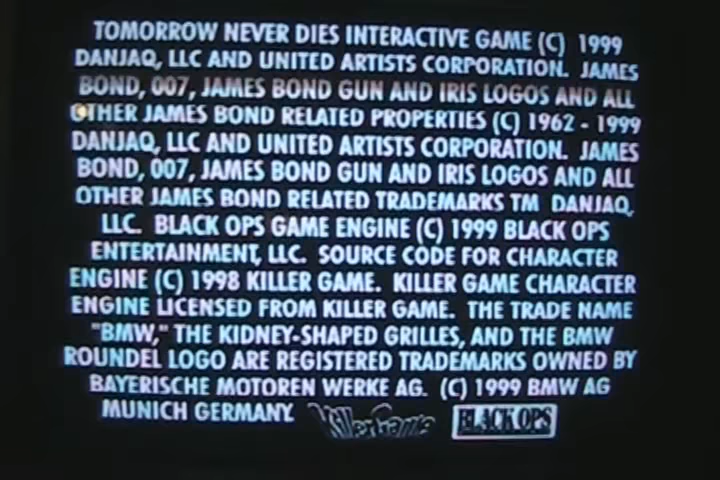 TOMORROW NEVER DIES INTERACTIVE GAME (C) 1999
DANJAQ, LLC AND UNITED ARTISTS CORPORATION. JAMES
BOND, 007, JAMES BOND GUN AND IRIS LOGOS AND ALL
OTHER JAMES BOND RELATED PROPERTIES (C) 1962 - 1999
DANJAQ, LLC AND UNITED ARTISTS CORPORATION. JAMES
BOND, 007, JAMES BOND GUN AND IRIS LOGOS AND ALL
OTHER JAMES BOND RELATED TRADEMARKS TM DANJAQ,
LLC. BLACK OPS GAME ENGINE (C) 1999 BLACK OPS
ENTERTAINMENT, LLC. SOURCE CODE FOR CHARACTER
ENGINE (C) 1998 KILLER GAME. KILLER GAME CHARACTER
ENGINE LICENSED FROM KILLER GAME. THE TRADE NAME
"BMW," THE KIDNEY-SHAPED GRILLES, AND THE BMW
ROUNDEL LOGO ARE REGISTERED TRADEMARKS OWNED BY
BAYERISCHE MOTOREN WERKE AG. (C) 1999 BMW AG
MUNICH GERMANY. KillerGame BLACK OPS